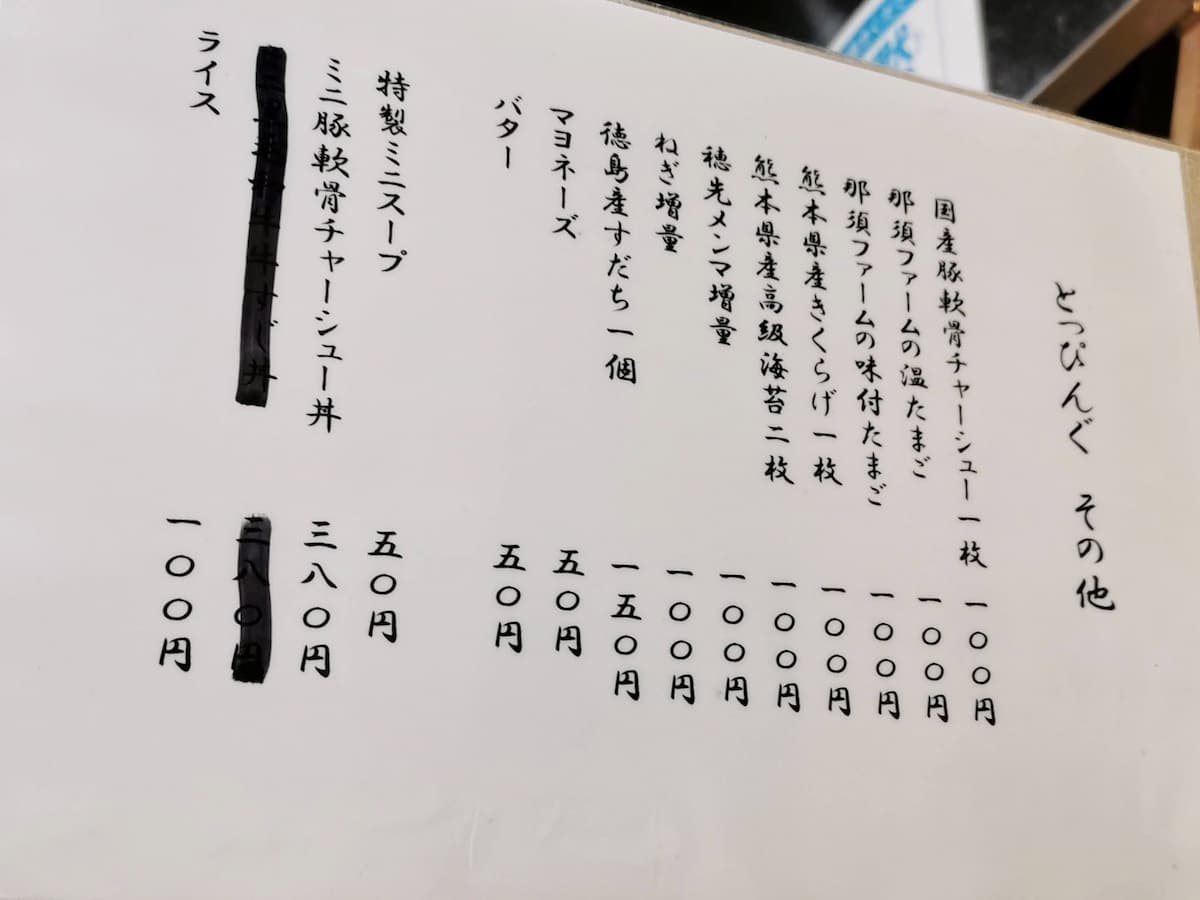 とっぴんぐ その他
国産豚軟骨チャーシュー一枚 一〇〇円
那須ファームの温たまご 一〇〇円
那須ファームの味付たまご 一〇〇円
熊本県産きくらげ一枚 一〇〇円
熊本県産高級海苔二枚 一〇〇円
穂先メンマ増量 一〇〇円
ねぎ増量 一〇〇円
徳島産すだち一個 一五〇円
マヨネーズ 五〇円
バター 五〇円
特製ミニスープ 五〇円
ミニ豚軟骨チャーシュー丼 三八〇円
牛すじ丼 三八〇円
ライス 一〇〇円